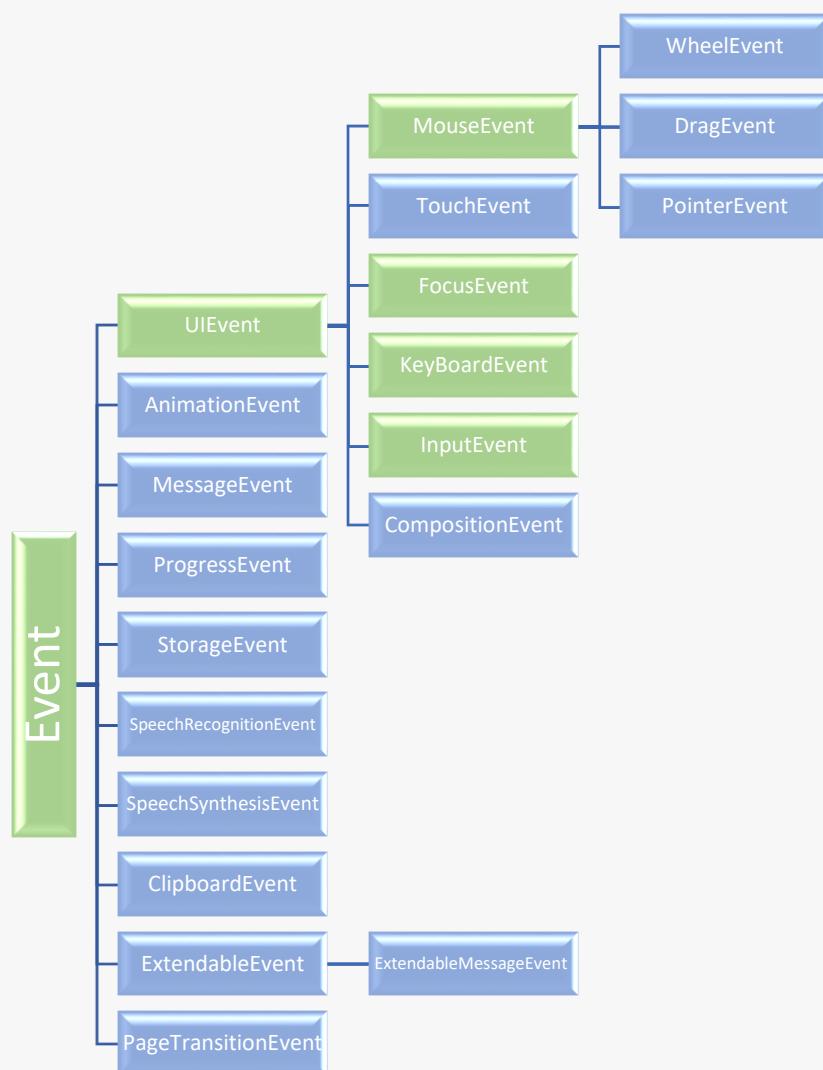 WheelEvent
MouseEvent
DragEvent
TouchEvent
PointerEvent
FocusEvent
UIEvent
KeyBoardEvent
AnimationEvent
InputEvent
MessageEvent
CompositionEvent
ProgressEvent
StorageEvent
Event
SpeechRecognitionEvent
SpeechSynthesisEvent
ClipboardEvent
ExtendableEvent
ExtendableMessageEvent
PageTransitionEvent